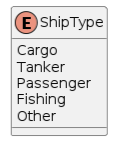 E ShipType
Cargo
Tanker
Passenger
Fishing
Other